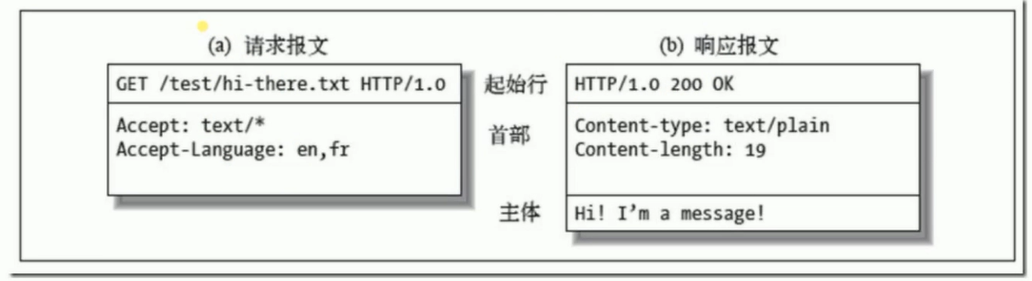 (a) 请求报文
GET /test/hi-there.txt HTTP/1.0
Accept: text/*
Accept-Language: en,fr
起始行
首部
主体
(b) 响应报文
HTTP/1.0 200 OK
Content-type: text/plain
Content-length: 19
Hi! I’m a message!